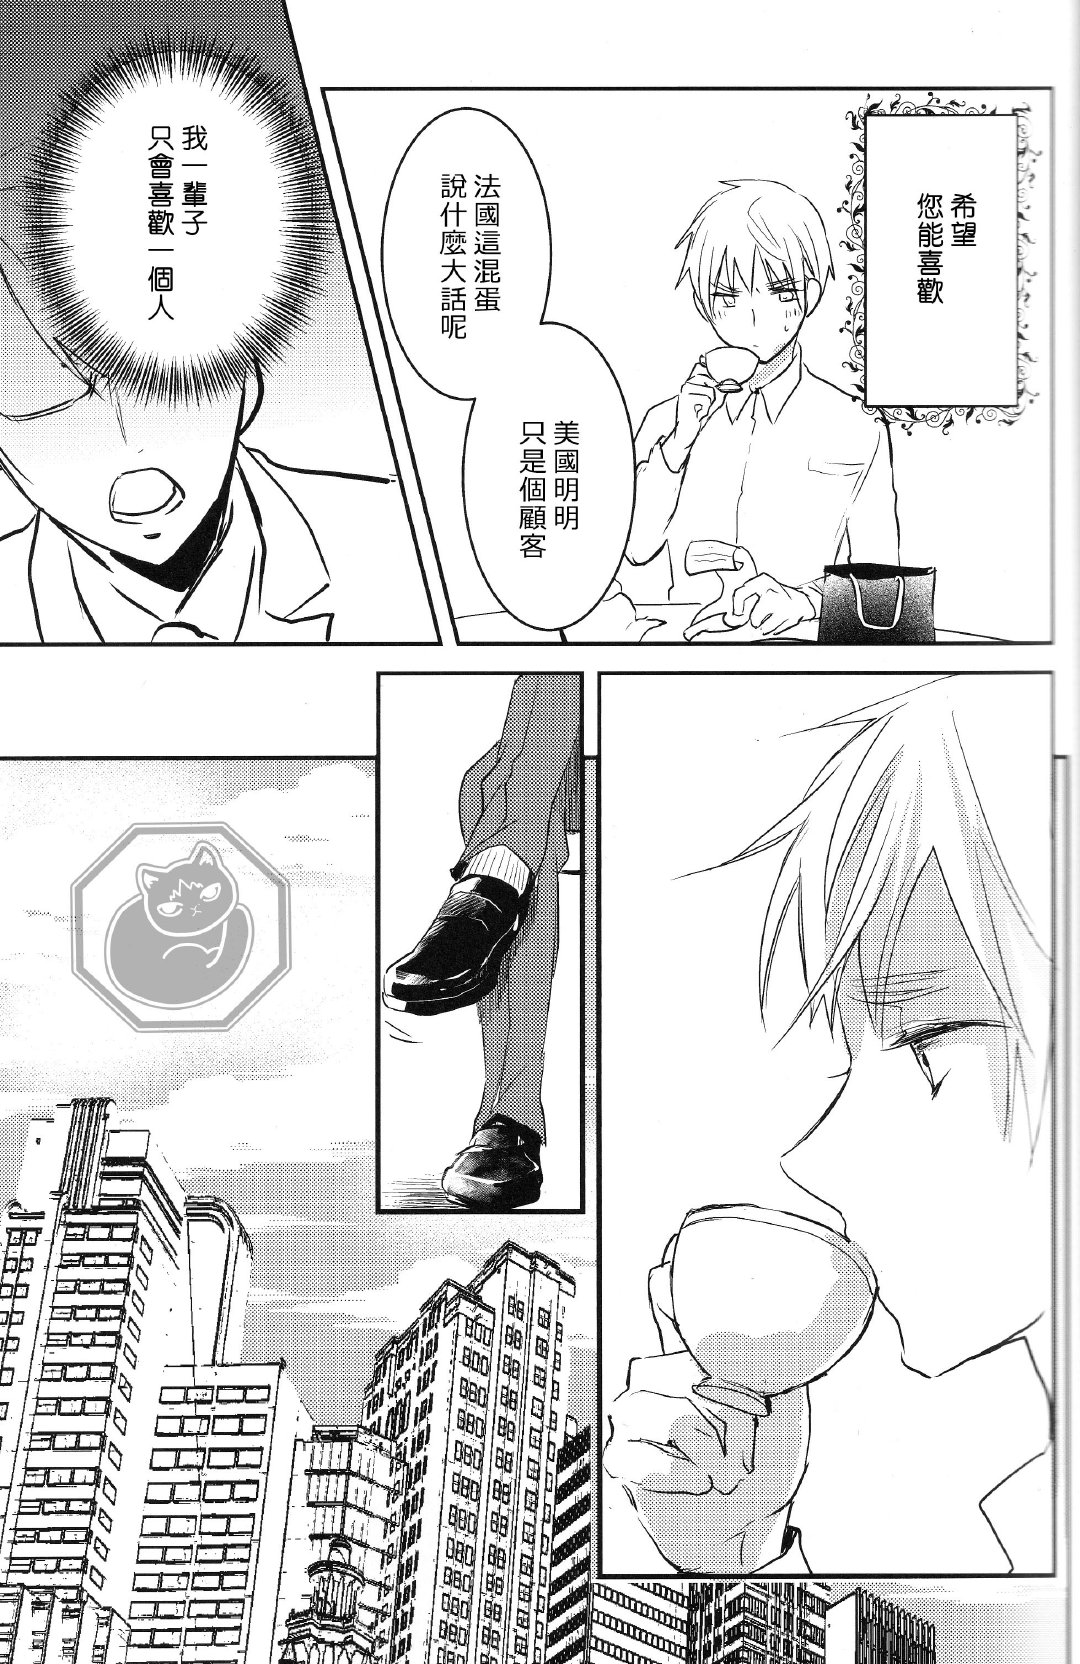 希望
您能喜歡
法國這混蛋
說什麼大話呢
美國明明
只是個顧客
我一輩子
只會喜歡一個人